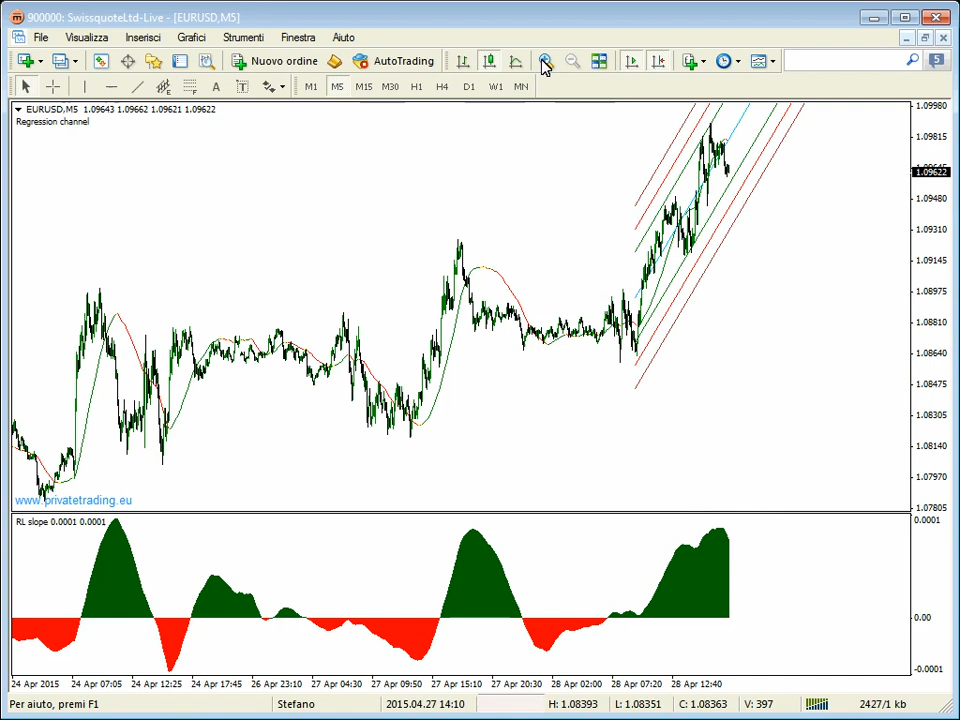 900000: SwissquoteLtd-Live - [EURUSD,M5]
File Visualizza Inserisci Grafici Strumenti Finestra Aiuto
Nuovo ordine AutoTrading 5
A T M1 M5 M15 M30 H1 H4 D1 W1 MN
EURUSD,M5 1.09643 1.09662 1.09621 1.09622
Regression channel
1.09980
1.09815
1.09622
1.09480
1.09310
1.09145
1.08975
1.08810
1.08640
1.08475
1.08305
1.08140
1.07970
1.07805
www.privatetrading.eu
RL slope 0.0001 0.0001
0.0001
0.00
-0.0001
24 Apr 2015 24 Apr 07:05 24 Apr 12:25 24 Apr 17:45 26 Apr 23:10 27 Apr 04:30 27 Apr 09:50 27 Apr 15:10 27 Apr 20:30 28 Apr 02:00 28 Apr 07:20 28 Apr 12:40
Per aiuto, premi F1 Stefano 2015.04.27 14:10 H: 1.08393 L: 1.08351 C: 1.08363 V: 397 2427/1 kb